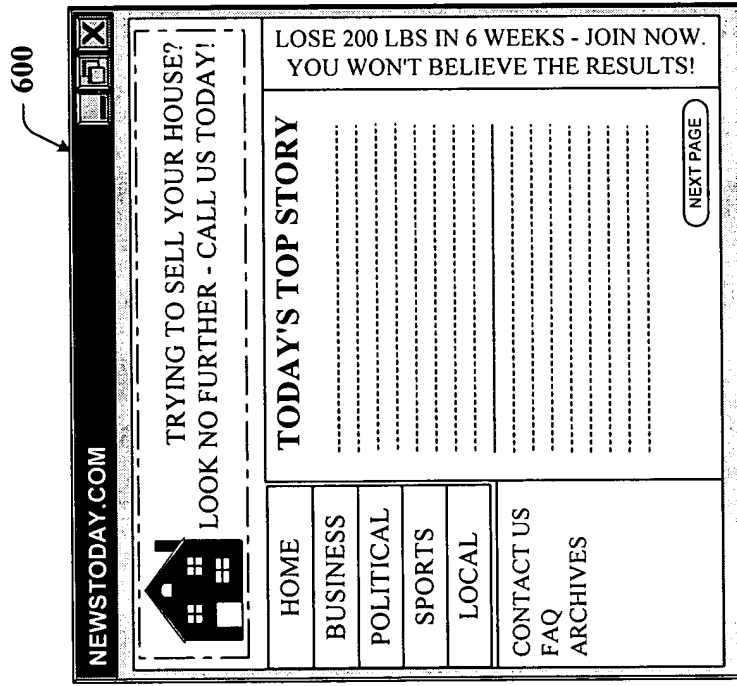 600
NEWSTODAY.COM
TRYING TO SELL YOUR HOUSE?
LOOK NO FURTHER - CALL US TODAY!
HOME
BUSINESS
POLITICAL
SPORTS
LOCAL
CONTACT US
FAQ
ARCHIVES
TODAY'S TOP STORY
NEXT PAGE
LOSE 200 LBS IN 6 WEEKS - JOIN NOW.
YOU WON'T BELIEVE THE RESULTS!